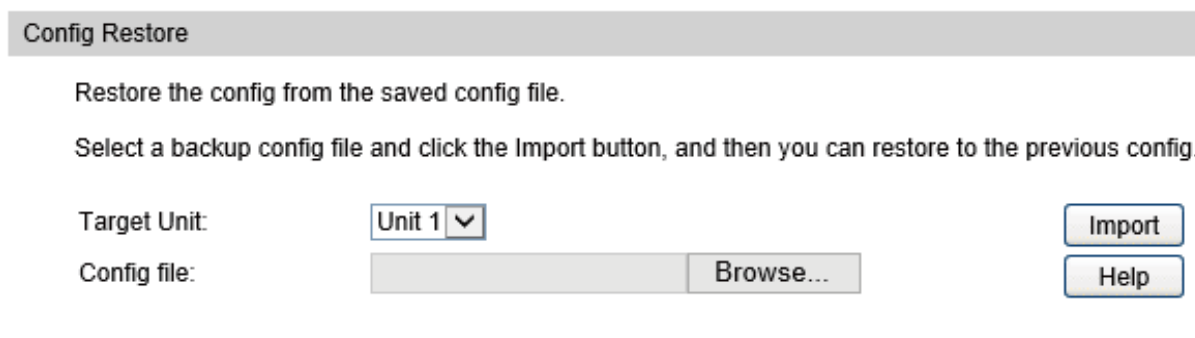 Config Restore
Restore the config from the saved config file.
Select a backup config file and click the Import button, and then you can restore to the previous config.
Target Unit: Unit 1 Import
Config file: Browse... Help